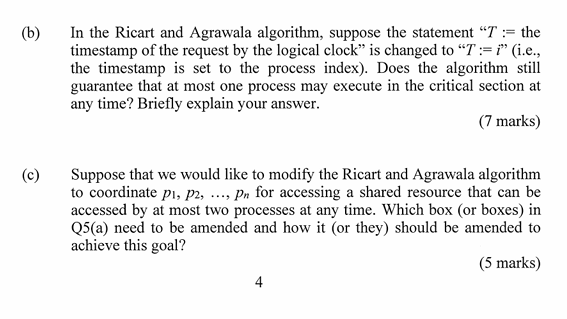 (b) In the Ricart and Agrawala algorithm, suppose the statement “T := the
timestamp of the request by the logical clock” is changed to “T := i” (i.e.,
the timestamp is set to the process index). Does the algorithm still
guarantee that at most one process may execute in the critical section at
any time? Briefly explain your answer.
(7 marks)
(c) Suppose that we would like to modify the Ricart and Agrawala algorithm
to coordinate p1, p2, …, pn for accessing a shared resource that can be
accessed by at most two processes at any time. Which box (or boxes) in
Q5(a) need to be amended and how it (or they) should be amended to
achieve this goal?
(5 marks)
4